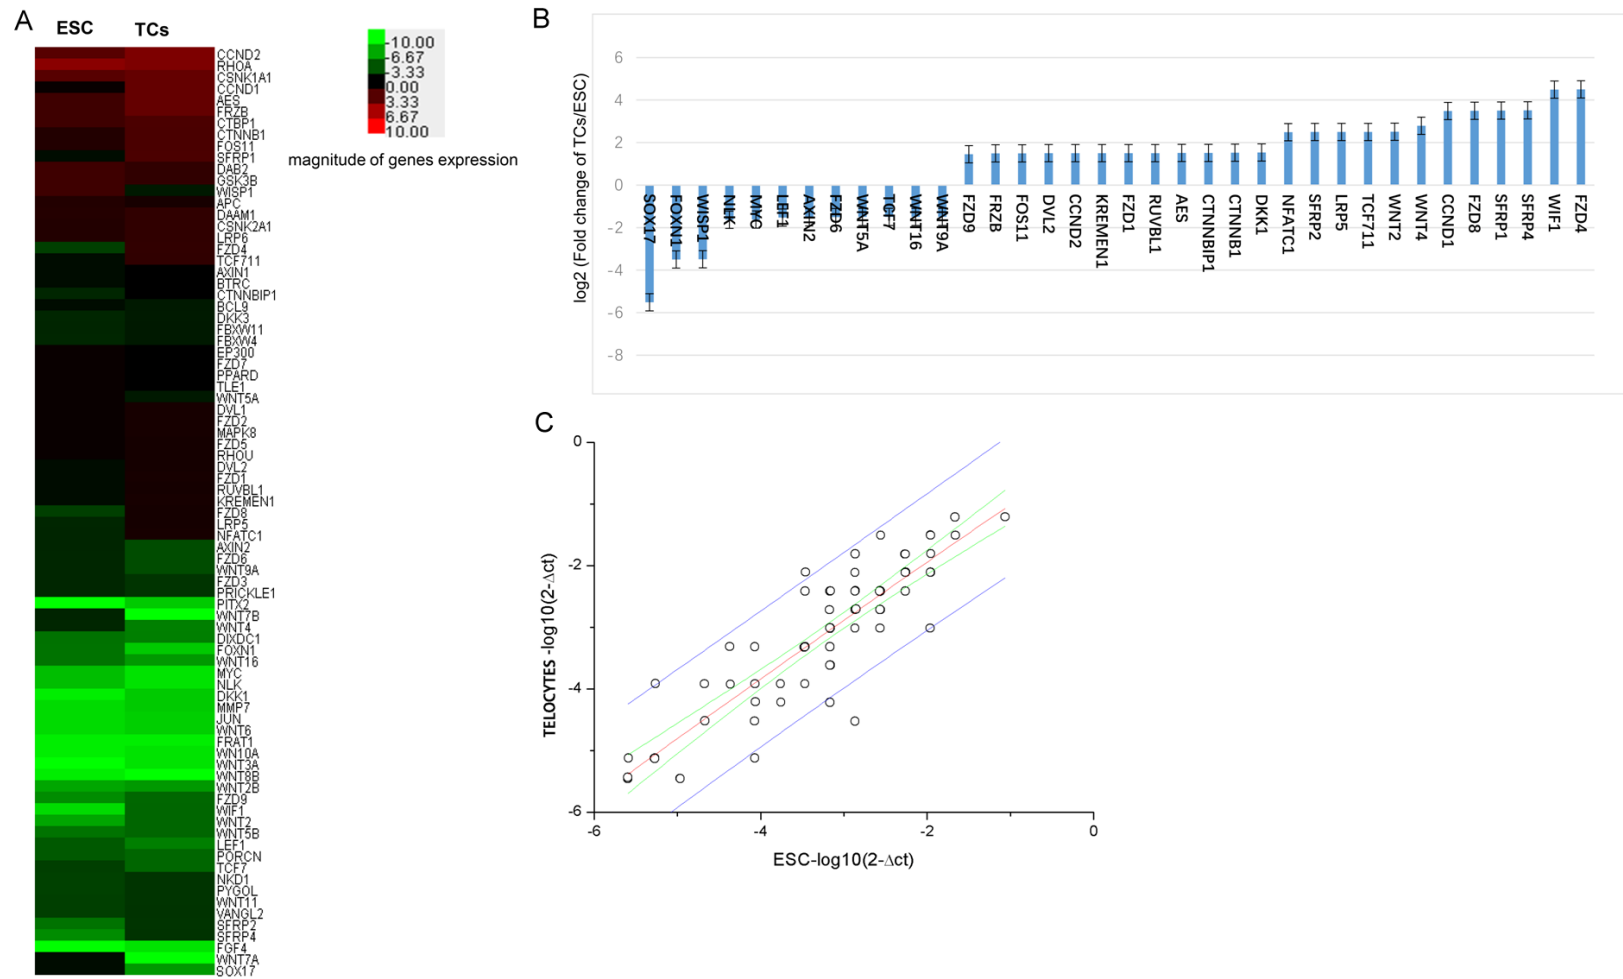 A
ESC TCs
CCND2
RHOA
CSNK1A1
CCND1
AES
FRZB
CTBP1
CTNNB1
FOS11
SFRP1
DAB2
GSK3B
WISP1
APC
DAAM1
CSNK2A1
LRP6
FZD4
TCF711
AXIN1
BTRC
CTNNBIP1
BCL9
DKK3
FBXW11
FBXW4
EP300
FZD7
PPARD
TLE1
WNT5A
DVL1
FZD2
MAPK8
FZD5
RHOU
DVL2
FZD1
RUVBL1
KREMEN1
FZD8
LRP5
NFATC1
AXIN2
FZD6
WNT9A
FZD3
PRICKLE1
PITX2
WNT7B
WNT4
DIXDC1
FOXN1
WNT16
MYC
NLK
DKK1
MMP7
JUN
WNT6
FRAT1
WN10A
WNT3A
WNT8B
WNT2B
FZD9
WIF1
WNT2
WNT5B
LEF1
PORCN
TCF7
NKD1
PYGOL
WNT11
VANGL2
SFRP2
SFRP4
FGF4
WNT7A
SOX17
-10.00
-6.67
-3.33
0.00
3.33
6.67
10.00
magnitude of genes expression
B
log2 (Fold change of TCs/ESC)
6
4
2
0
-2
-4
-6
-8
SOX17
FOXN1
WISP1
NLK
MYC
LEF1
AXIN2
FZD6
WNT5A
TCF7
WNT16
WNT9A
FZD9
FRZB
FOS11
DVL2
CCND2
KREMEN1
FZD1
RUVBL1
AES
CTNNBIP1
CTNNB1
DKK1
NFATC1
SFRP2
LRP5
TCF711
WNT2
WNT4
CCND1
FZD8
SFRP1
SFRP4
WIF1
FZD4
C
TELOCYTES -log10(2-Δct)
0
-2
-4
-6
-6 -4 -2 0
ESC-log10(2-Δct)